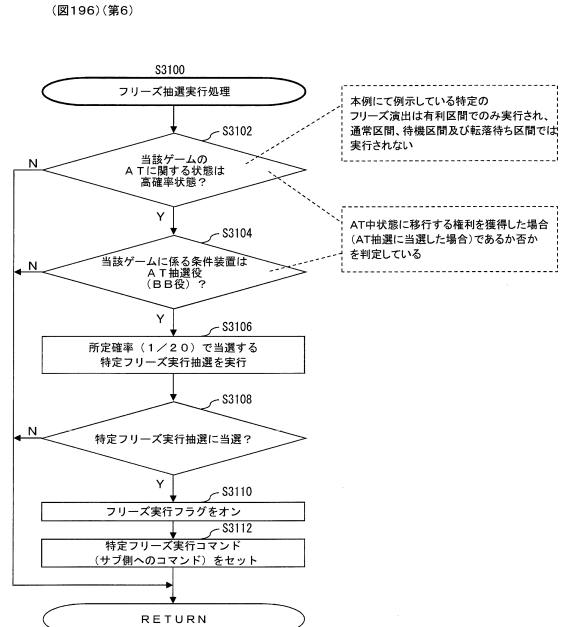 (図196)(第6)
S3100
フリーズ抽選実行処理
本例にて例示している特定の
フリーズ演出は有利区間でのみ実行され、
通常区間、待機区間及び転落待ち区間では
実行されない
S3102
N
当該ゲームの
ATに関する状態は
高確率状態?
Y
AT中状態に移行する権利を獲得した場合
(AT抽選に当選した場合)であるか否か
を判定している
S3104
N
当該ゲームに係る条件装置は
AT抽選役
(BB役)?
Y
S3106
所定確率(1/20)で当選する
特定フリーズ実行抽選を実行
S3108
N
特定フリーズ実行抽選に当選?
Y
S3110
フリーズ実行フラグをオン
S3112
特定フリーズ実行コマンド
(サブ側へのコマンド)をセット
RETURN